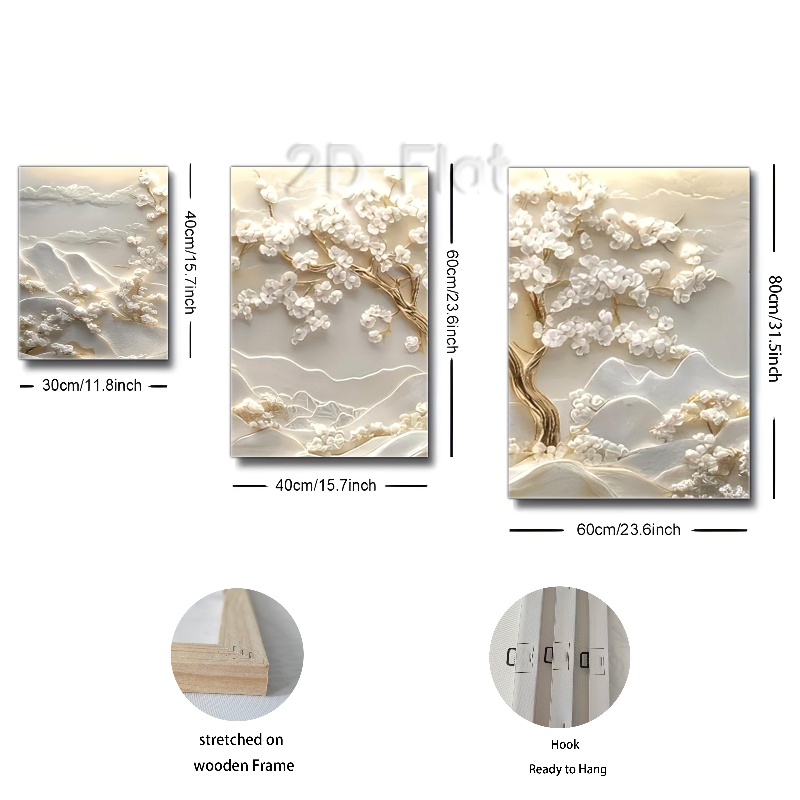 2D Flat
40cm/15.7inch
30cm/11.8inch
60cm/23.6inch
40cm/15.7inch
80cm/31.5inch
60cm/23.6inch
stretched on
wooden Frame
Hook
Ready to Hang